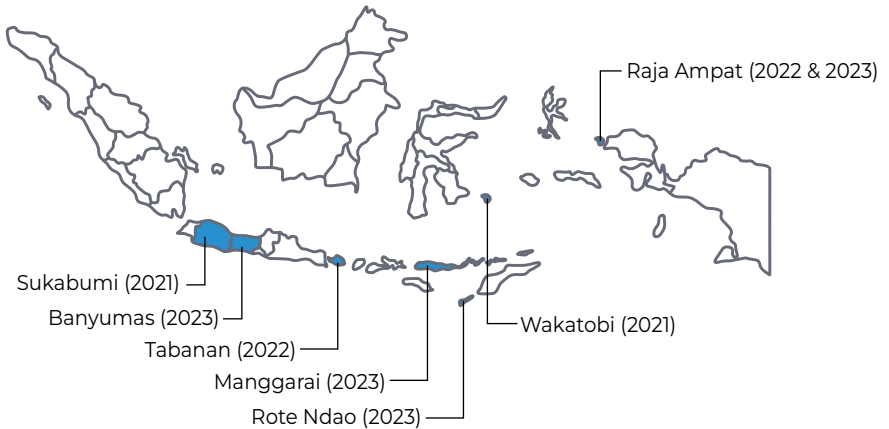 Raja Ampat (2022 & 2023)
Sukabumi (2021)
Banyumas (2023)
Wakatobi (2021)
Tabanan (2022)
Manggarai (2023)
Rote Ndao (2023)